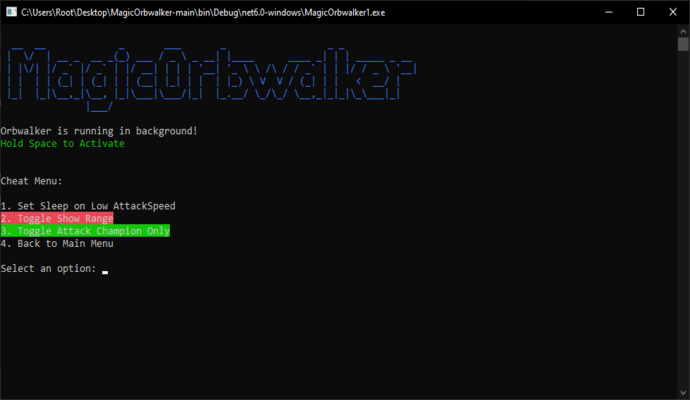 C:\Users\Root\Desktop\MagicOrbwalker-main\bin\Debug\net6.0-windows\MagicOrbwalker1.exe
MagicOrbwalker
Orbwalker is running in background!
Hold Space to Activate
Cheat Menu:
1. Set Sleep on Low AttackSpeed
2. Toggle Show Range
3. Toggle Attack Champion Only
4. Back to Main Menu
Select an option: